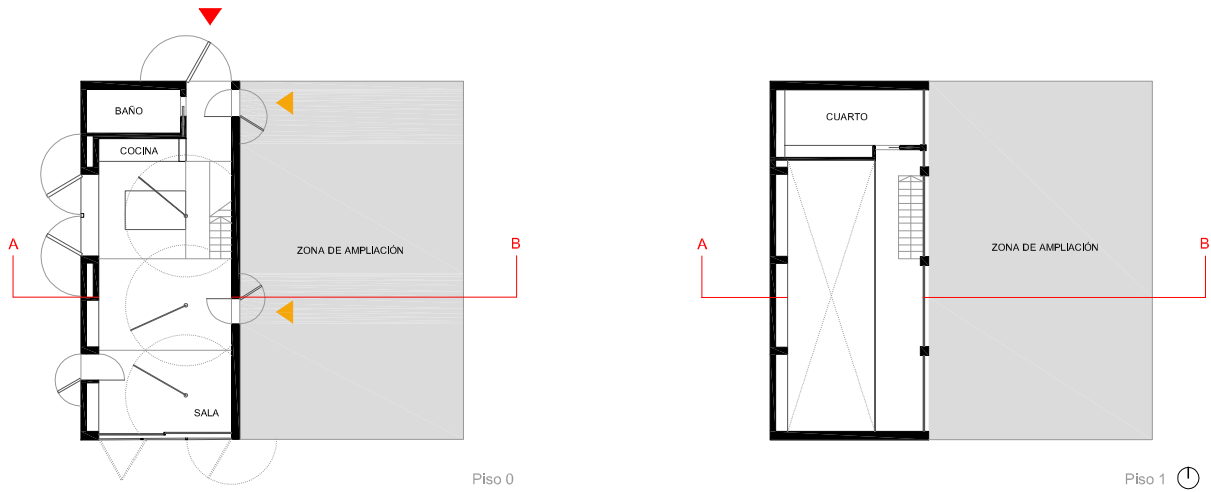 BAÑO
COCINA
A
B
ZONA DE AMPLIACIÓN
SALA
Piso 0
CUARTO
A
B
ZONA DE AMPLIACIÓN
Piso 1